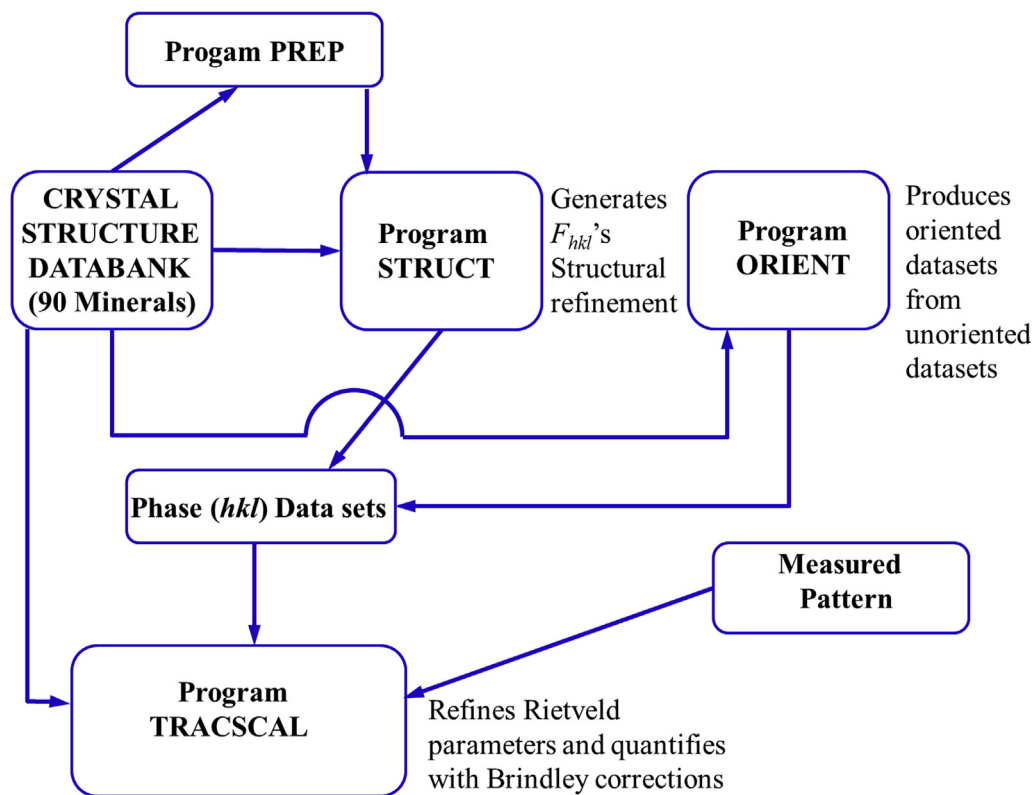 Progam PREP
CRYSTAL
STRUCTURE
DATABANK
(90 Minerals)
Program
STRUCT
Generates
F_hkl's
Structural
refinement
Program
ORIENT
Produces
oriented
datasets
from
unoriented
datasets
Phase (hkl) Data sets
Measured
Pattern
Program
TRACSCAL
Refines Rietveld
parameters and quantifies
with Brindley corrections